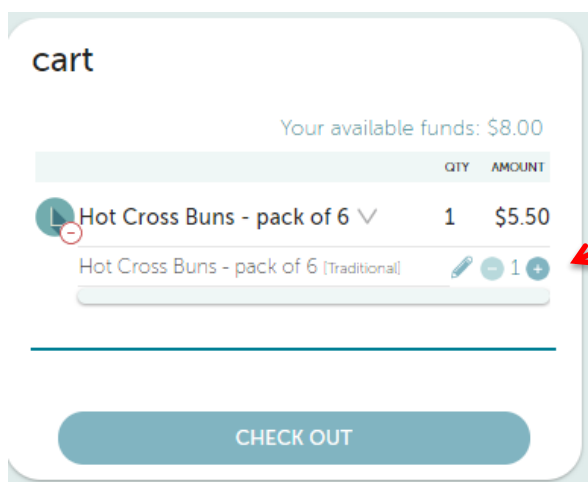 cart
Your available funds: $8.00
QTY AMOUNT
Hot Cross Buns - pack of 6 1 $5.50
Hot Cross Buns - pack of 6 [Traditional] 1
CHECK OUT